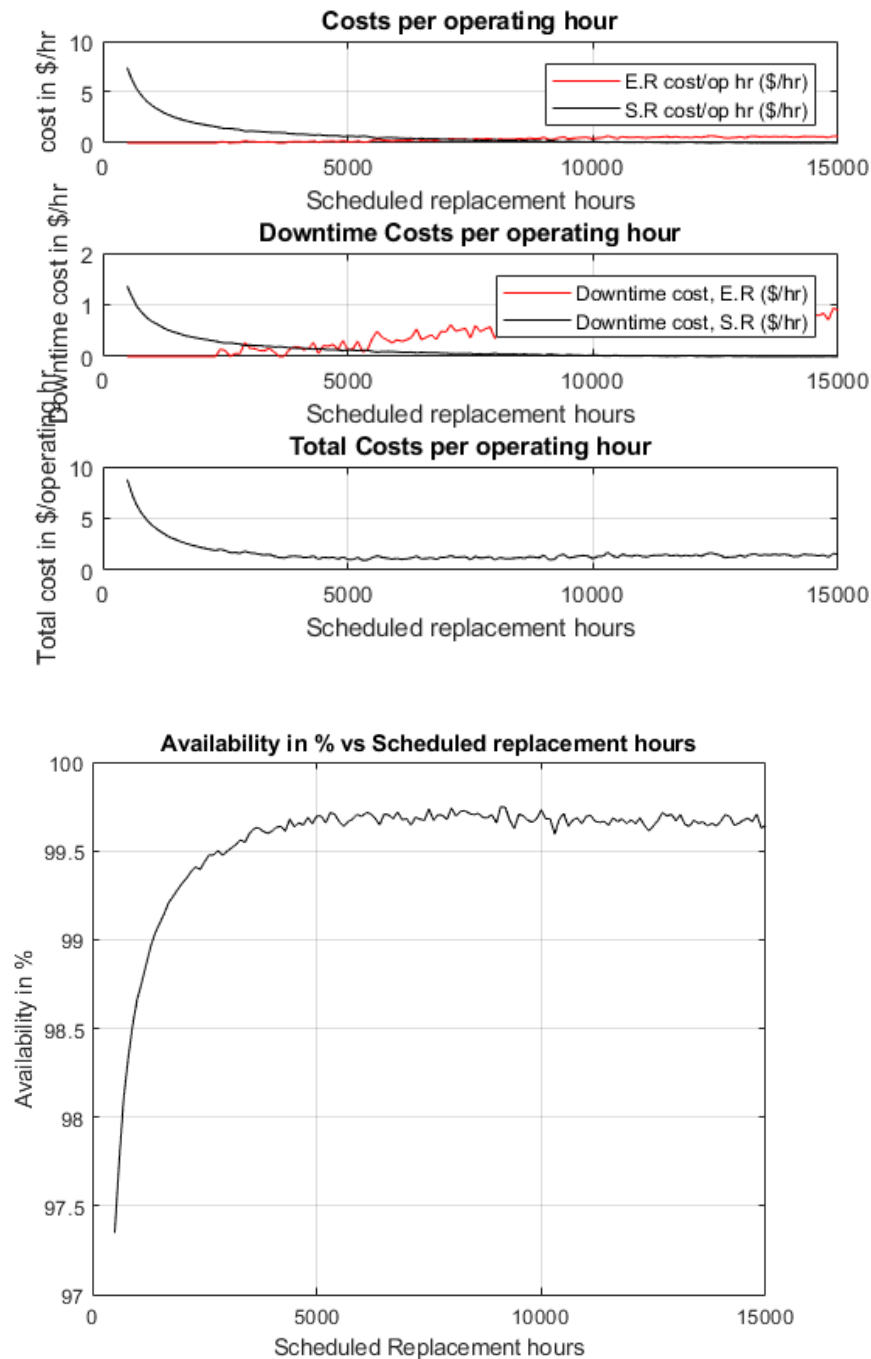 Costs per operating hour
cost in $/hr
10
5
0
E.R cost/op hr ($/hr)
S.R cost/op hr ($/hr)
0 5000 10000 15000
Scheduled replacement hours
Downtime Costs per operating hour
Downtime cost in $/hr
2
1
0
Downtime cost, E.R ($/hr)
Downtime cost, S.R ($/hr)
0 5000 10000 15000
Scheduled replacement hours
Total Costs per operating hour
Total cost in $/operating hr
10
5
0
0 5000 10000 15000
Scheduled replacement hours
Availability in % vs Scheduled replacement hours
Availability in %
100
99.5
99
98.5
98
97.5
97
0 5000 10000 15000
Scheduled Replacement hours